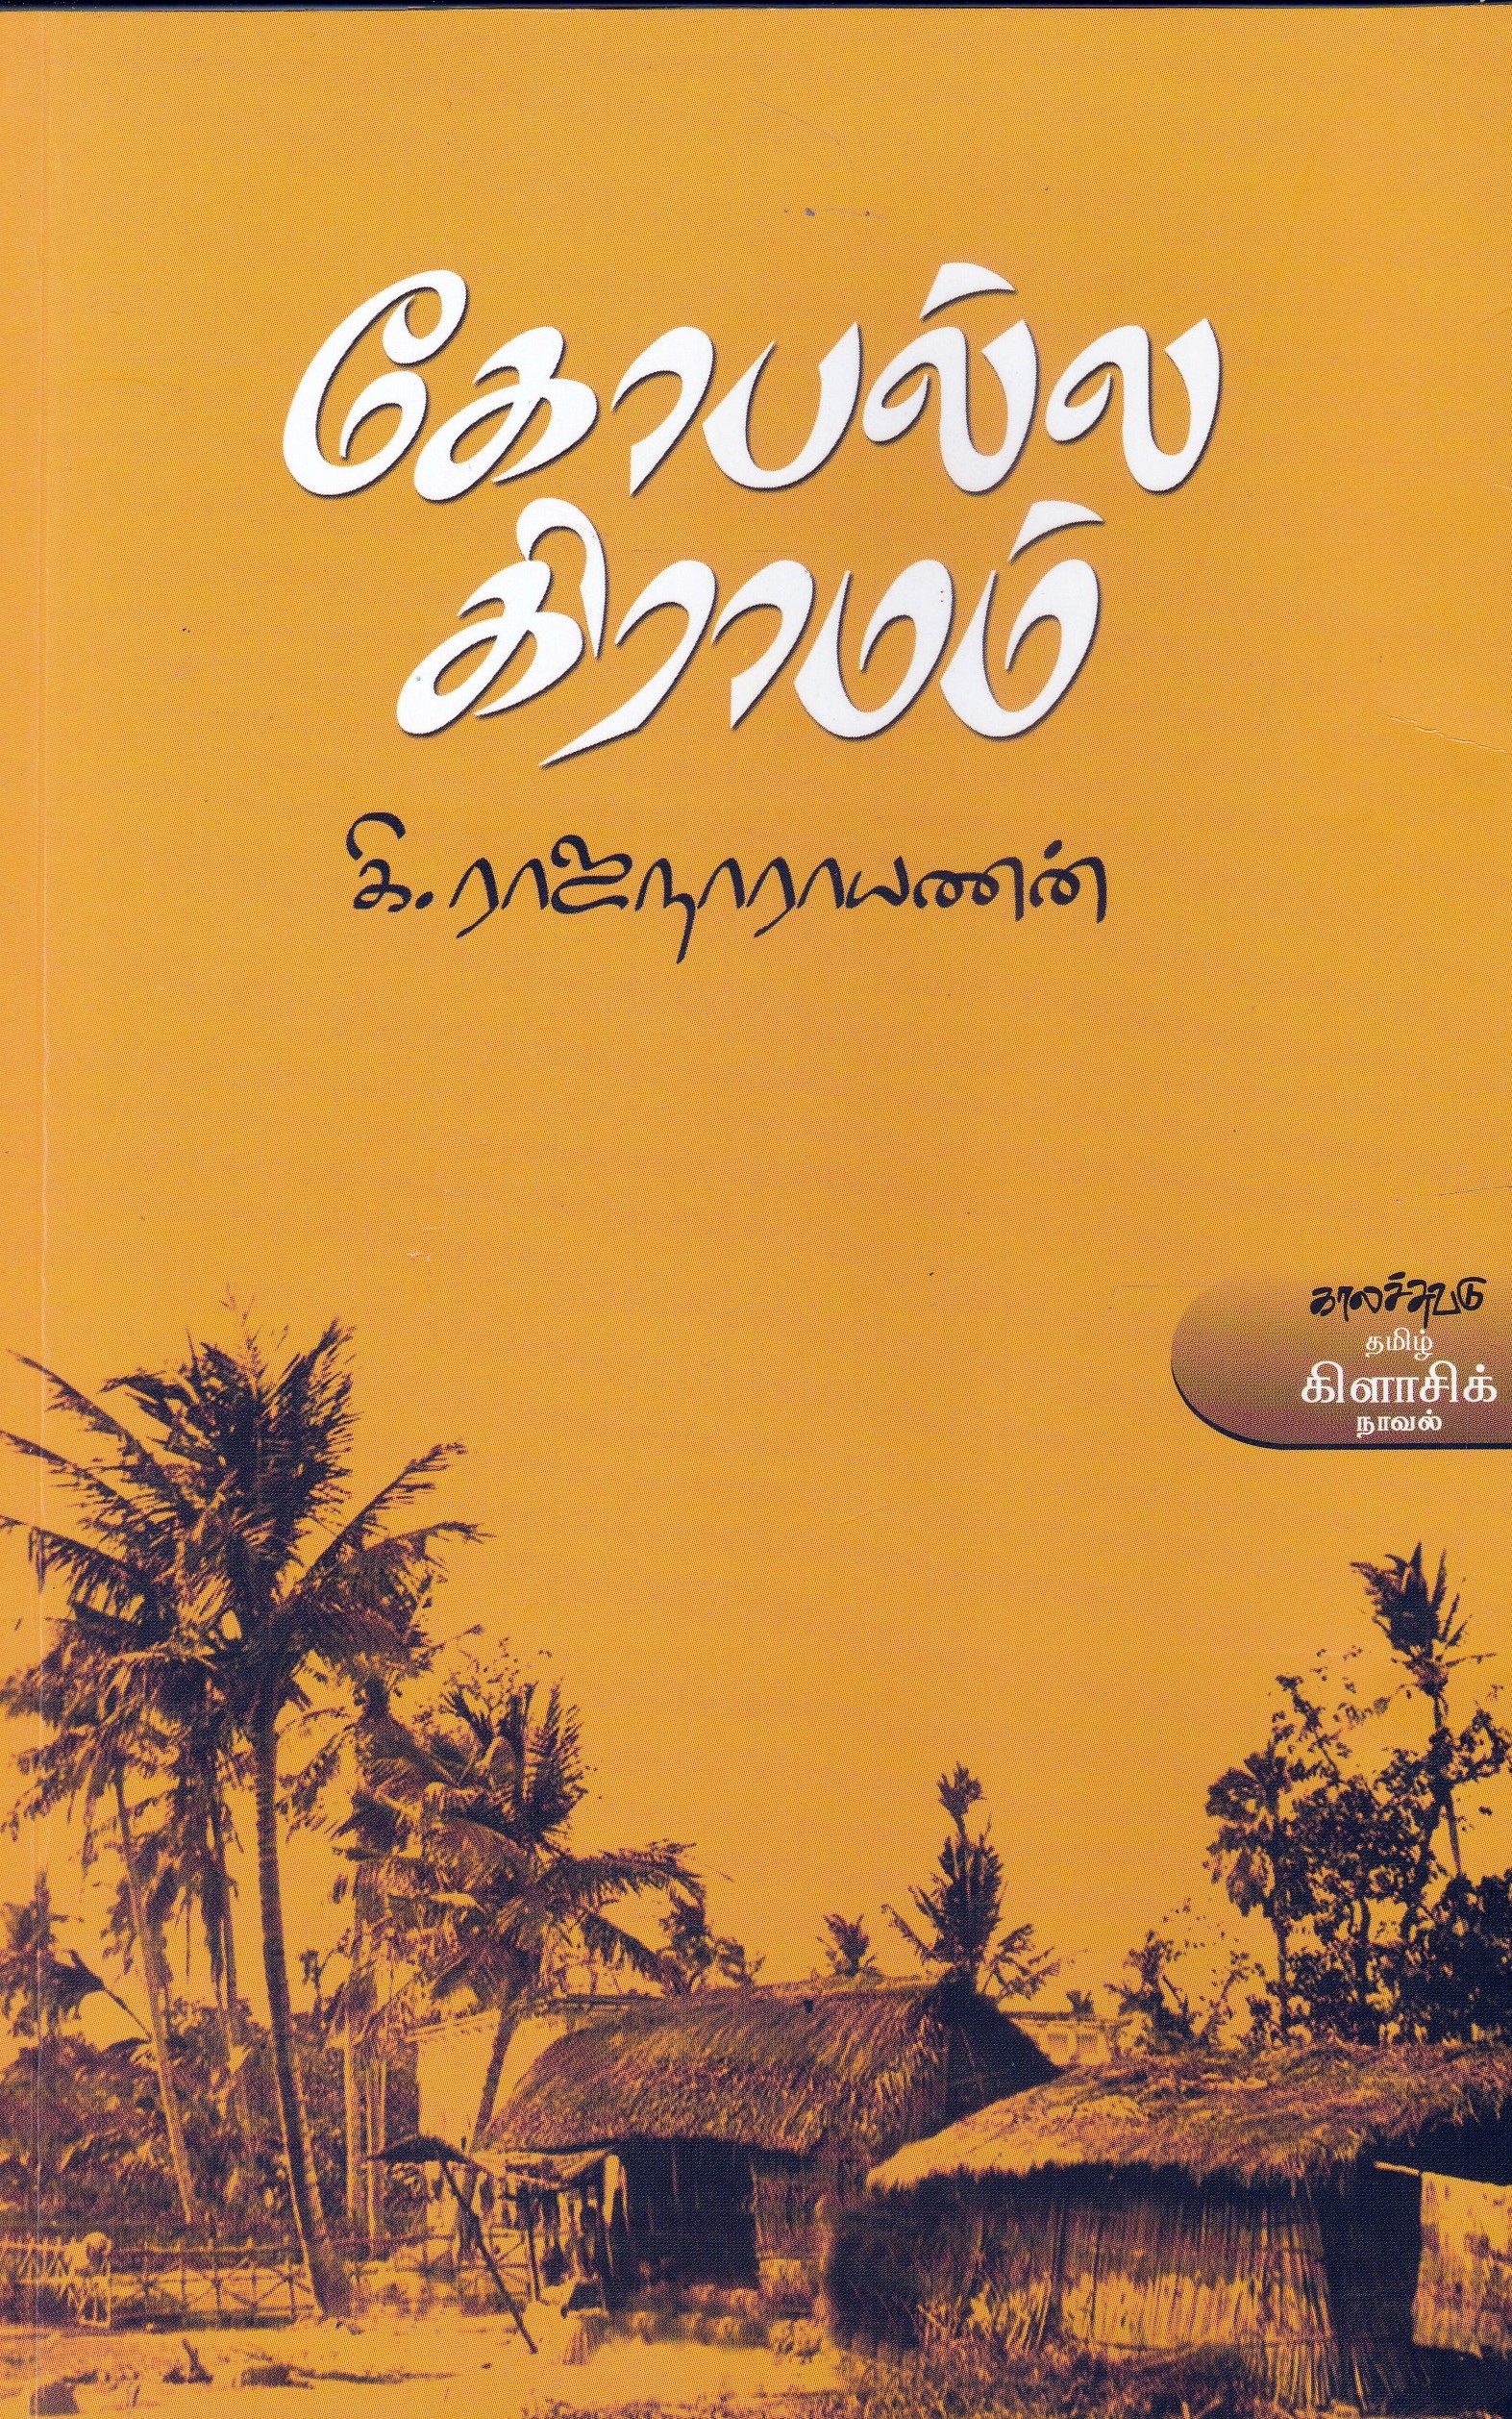 கோபல்ல
கிராமம்
கி. ராஜநாராயணன்
காலச்சுவடு
தமிழ்
கிளாசிக்
நாவல்